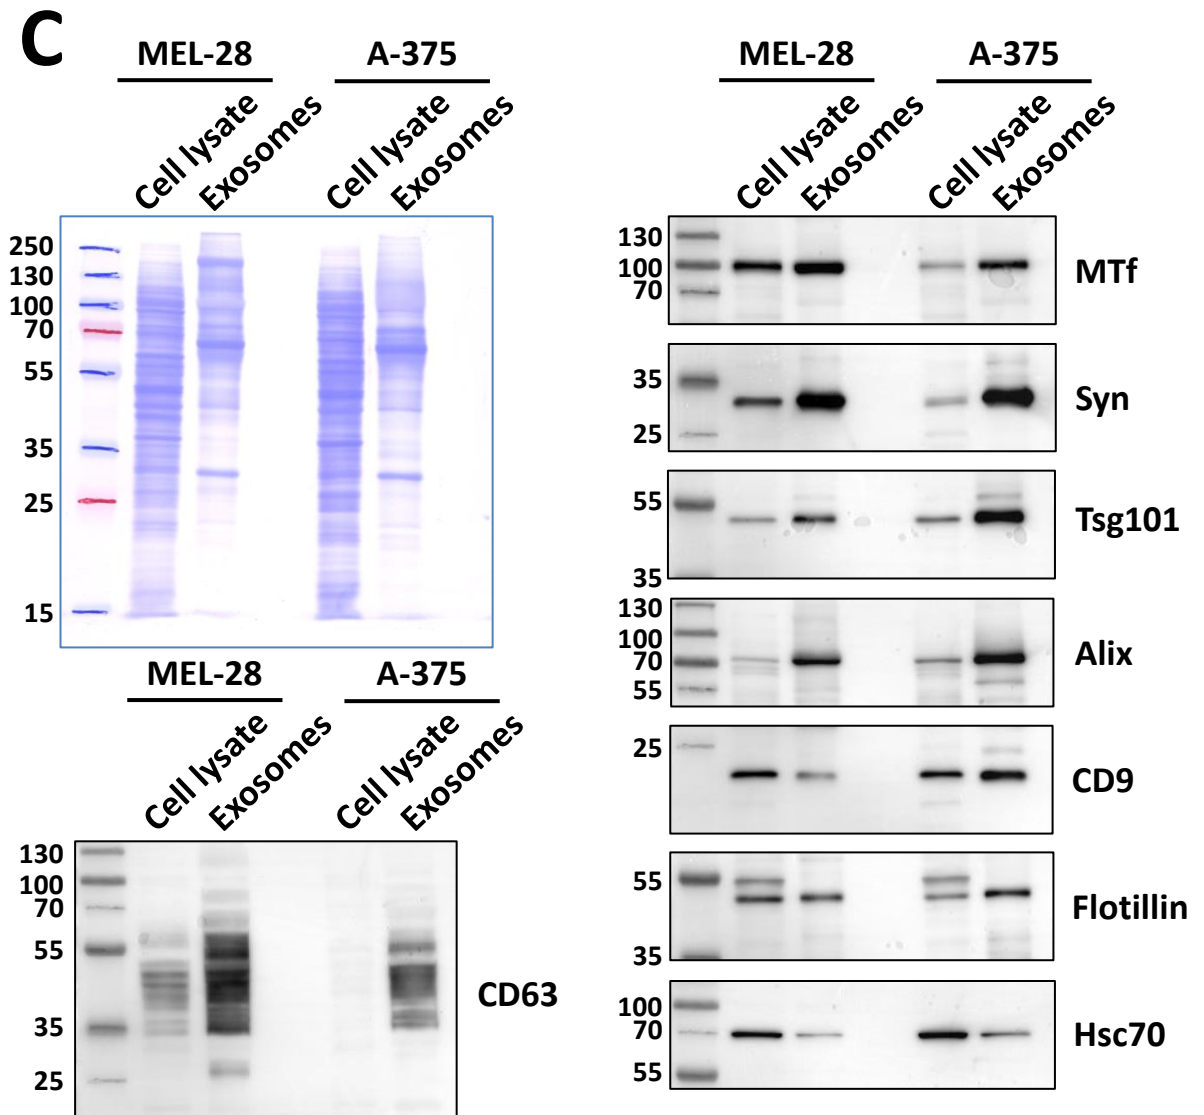 C
MEL-28
A-375
Cell lysate
Exosomes
Cell lysate
Exosomes
250
130
100
70
55
35
25
15
MEL-28
A-375
Cell lysate
Exosomes
Cell lysate
Exosomes
130
100
70
55
35
25
CD63
MEL-28
A-375
Cell lysate
Exosomes
Cell lysate
Exosomes
130
100
70
MTf
35
25
Syn
55
35
Tsg101
130
100
70
55
Alix
25
CD9
55
35
Flotillin
100
70
55
Hsc70